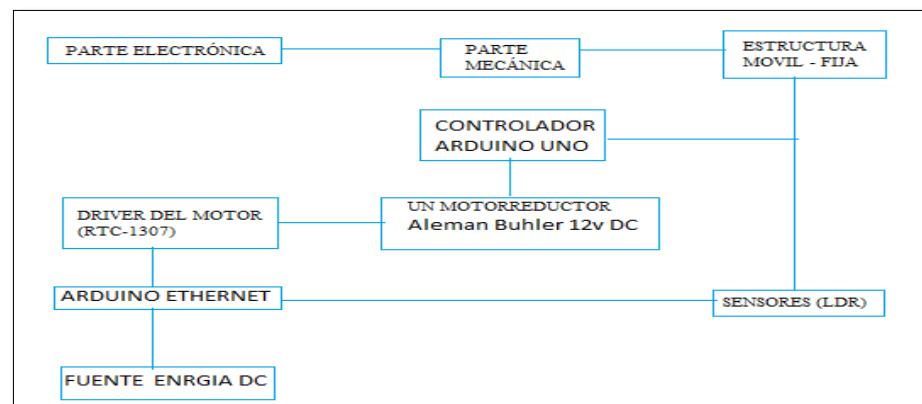 PARTE ELECTRÓNICA
PARTE
MECÁNICA
ESTRUCTURA
MOVIL - FIJA
CONTROLADOR
ARDUINO UNO
DRIVER DEL MOTOR
(RTC-1307)
UN MOTORREDUCTOR
Aleman Buhler 12v DC
ARDUINO ETHERNET
SENSORES (LDR)
FUENTE ENRGIA DC